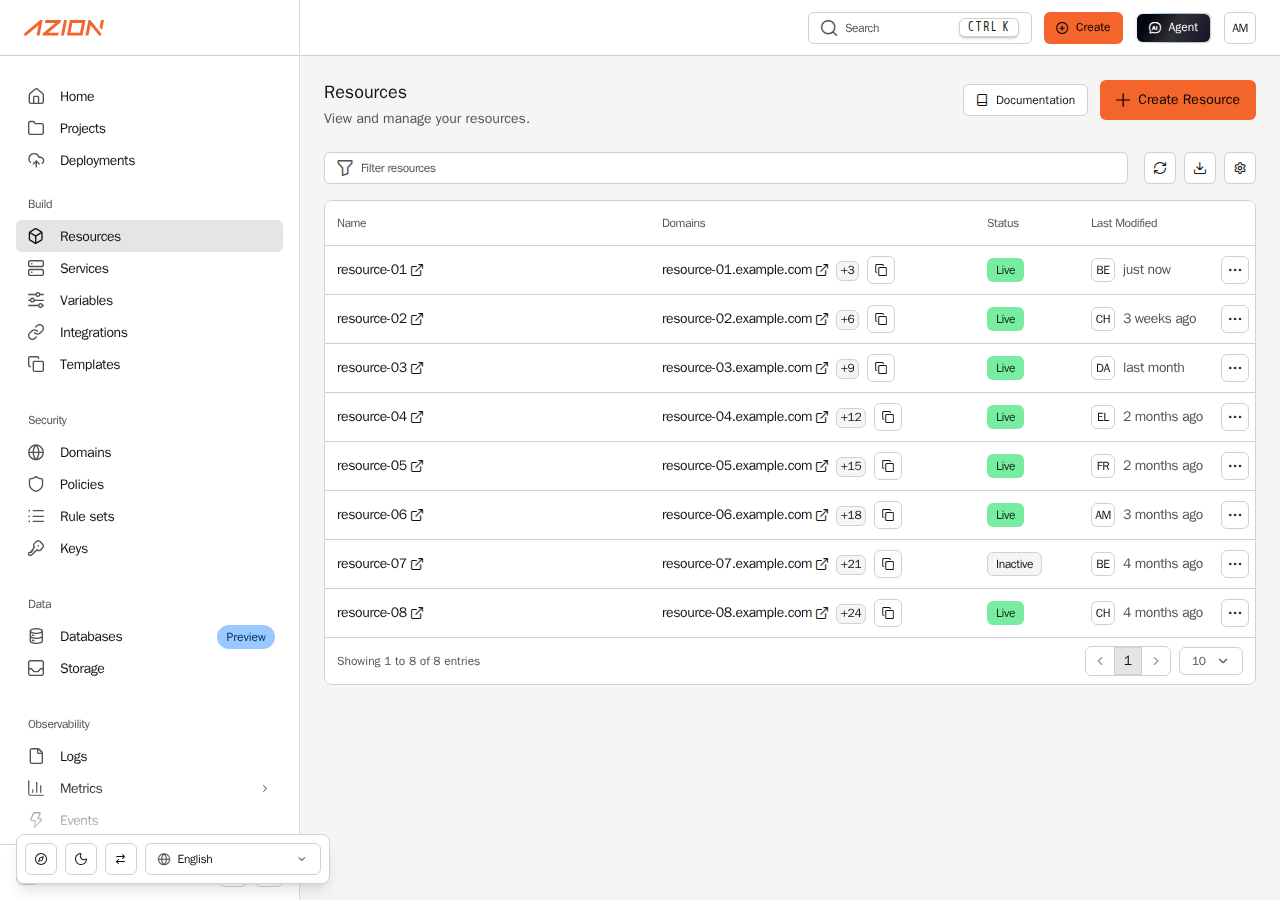 AZION
Search
CTRL K
Create
Agent
AM
Home
Projects
Deployments
Build
Resources
Services
Variables
Integrations
Templates
Security
Domains
Policies
Rule sets
Keys
Data
Databases
Preview
Storage
Observability
Logs
Metrics
Events
English
Resources
View and manage your resources.
Documentation
Create Resource
Filter resources
Name Domains Status Last Modified
resource-01 resource-01.example.com +3 Live BE just now
resource-02 resource-02.example.com +6 Live CH 3 weeks ago
resource-03 resource-03.example.com +9 Live DA last month
resource-04 resource-04.example.com +12 Live EL 2 months ago
resource-05 resource-05.example.com +15 Live FR 2 months ago
resource-06 resource-06.example.com +18 Live AM 3 months ago
resource-07 resource-07.example.com +21 Inactive BE 4 months ago
resource-08 resource-08.example.com +24 Live CH 4 months ago
Showing 1 to 8 of 8 entries
1
10